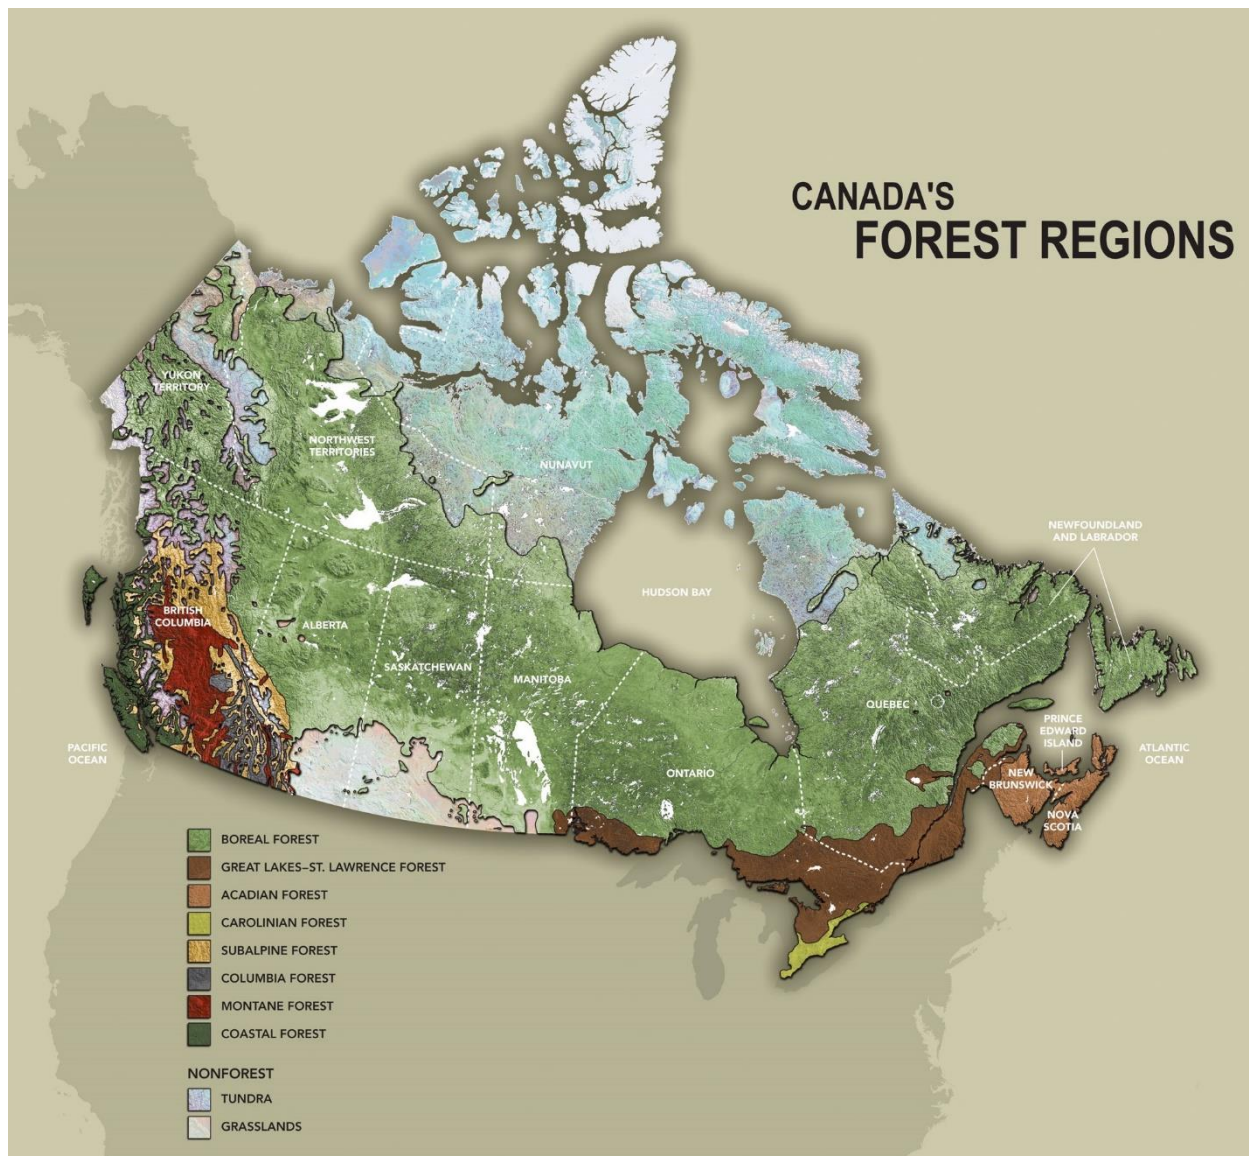 CANADA'S
FOREST REGIONS
YUKON
TERRITORY
NORTHWEST
TERRITORIES
NUNAVUT
NEWFOUNDLAND
AND LABRADOR
HUDSON BAY
BRITISH
COLUMBIA
ALBERTA
SASKATCHEWAN
MANITOBA
QUEBEC
PRINCE
EDWARD
ISLAND
PACIFIC
OCEAN
ATLANTIC
OCEAN
ONTARIO
NEW
BRUNSWICK
NOVA
SCOTIA
BOREAL FOREST
GREAT LAKES–ST. LAWRENCE FOREST
ACADIAN FOREST
CAROLINIAN FOREST
SUBALPINE FOREST
COLUMBIA FOREST
MONTANE FOREST
COASTAL FOREST
NONFOREST
TUNDRA
GRASSLANDS